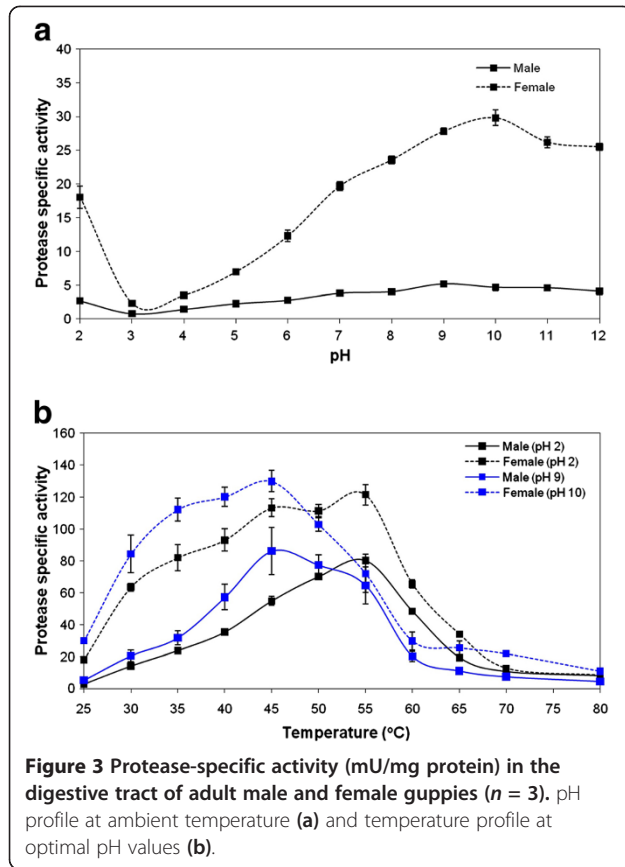 a
40
35
30
25
20
15
10
5
0
Protease specific activity
Male
Female
2 3 4 5 6 7 8 9 10 11 12
pH
b
160
140
120
100
80
60
40
20
0
Protease specific activity
Male (pH 2)
Female (pH 2)
Male (pH 9)
Female (pH 10)
25 30 35 40 45 50 55 60 65 70 80
Temperature (°C)
Figure 3 Protease-specific activity (mU/mg protein) in the
digestive tract of adult male and female guppies (n = 3). pH
profile at ambient temperature (a) and temperature profile at
optimal pH values (b).